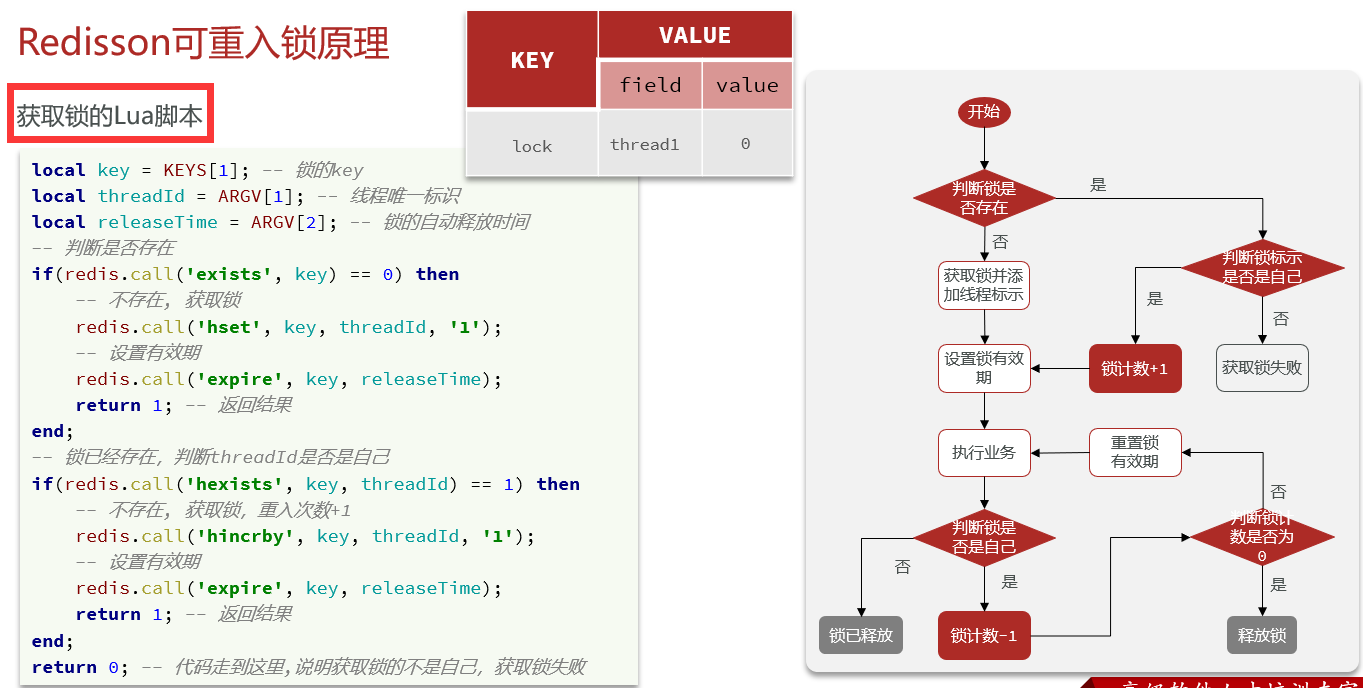 Redisson可重入锁原理
获取锁的Lua脚本
KEY
VALUE
field
value
lock
thread1
0
local key = KEYS[1]; -- 锁的key
local threadId = ARGV[1]; -- 线程唯一标识
local releaseTime = ARGV[2]; -- 锁的自动释放时间
-- 判断是否存在
if(redis.call('exists', key) == 0) then
-- 不存在, 获取锁
redis.call('hset', key, threadId, '1');
-- 设置有效期
redis.call('expire', key, releaseTime);
return 1; -- 返回结果
end;
-- 锁已经存在，判断threadId是否是自己
if(redis.call('hexists', key, threadId) == 1) then
-- 不存在, 获取锁，重入次数+1
redis.call('hincrby', key, threadId, '1');
-- 设置有效期
redis.call('expire', key, releaseTime);
return 1; -- 返回结果
end;
return 0; -- 代码走到这里,说明获取锁的不是自己，获取锁失败
开始
判断锁是
否存在
是
否
判断锁标示
是否是自己
获取锁并添
加线程标示
是
否
设置锁有效
期
锁计数+1
获取锁失败
执行业务
重置锁
有效期
否
判断锁是
否是自己
判断锁计
数是否为
0
否
是
是
锁已释放
锁计数-1
释放锁